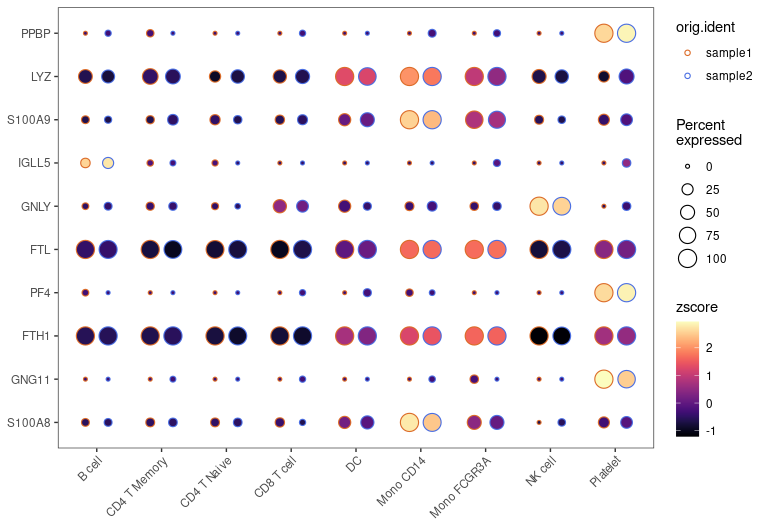 PPBP
LYZ
S100A9
IGLL5
GNLY
FTL
PF4
FTH1
GNG11
S100A8
B cell
CD4 T Memory
CD4 T Naive
CD8 T cell
DC
Mono CD14
Mono FCGR3A
NK cell
Platelet
orig.ident
sample1
sample2
Percent
expressed
0
25
50
75
100
zscore
2
1
0
-1